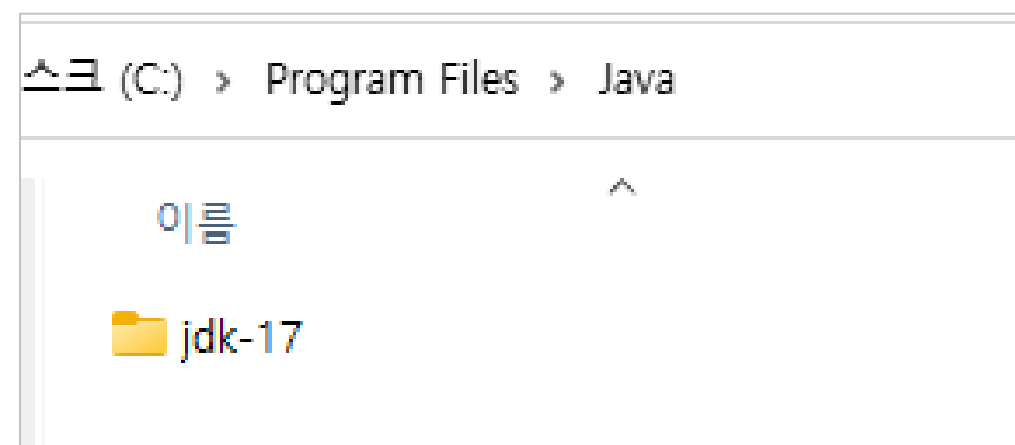 스크 (C:) > Program Files > Java
이름
jdk-17